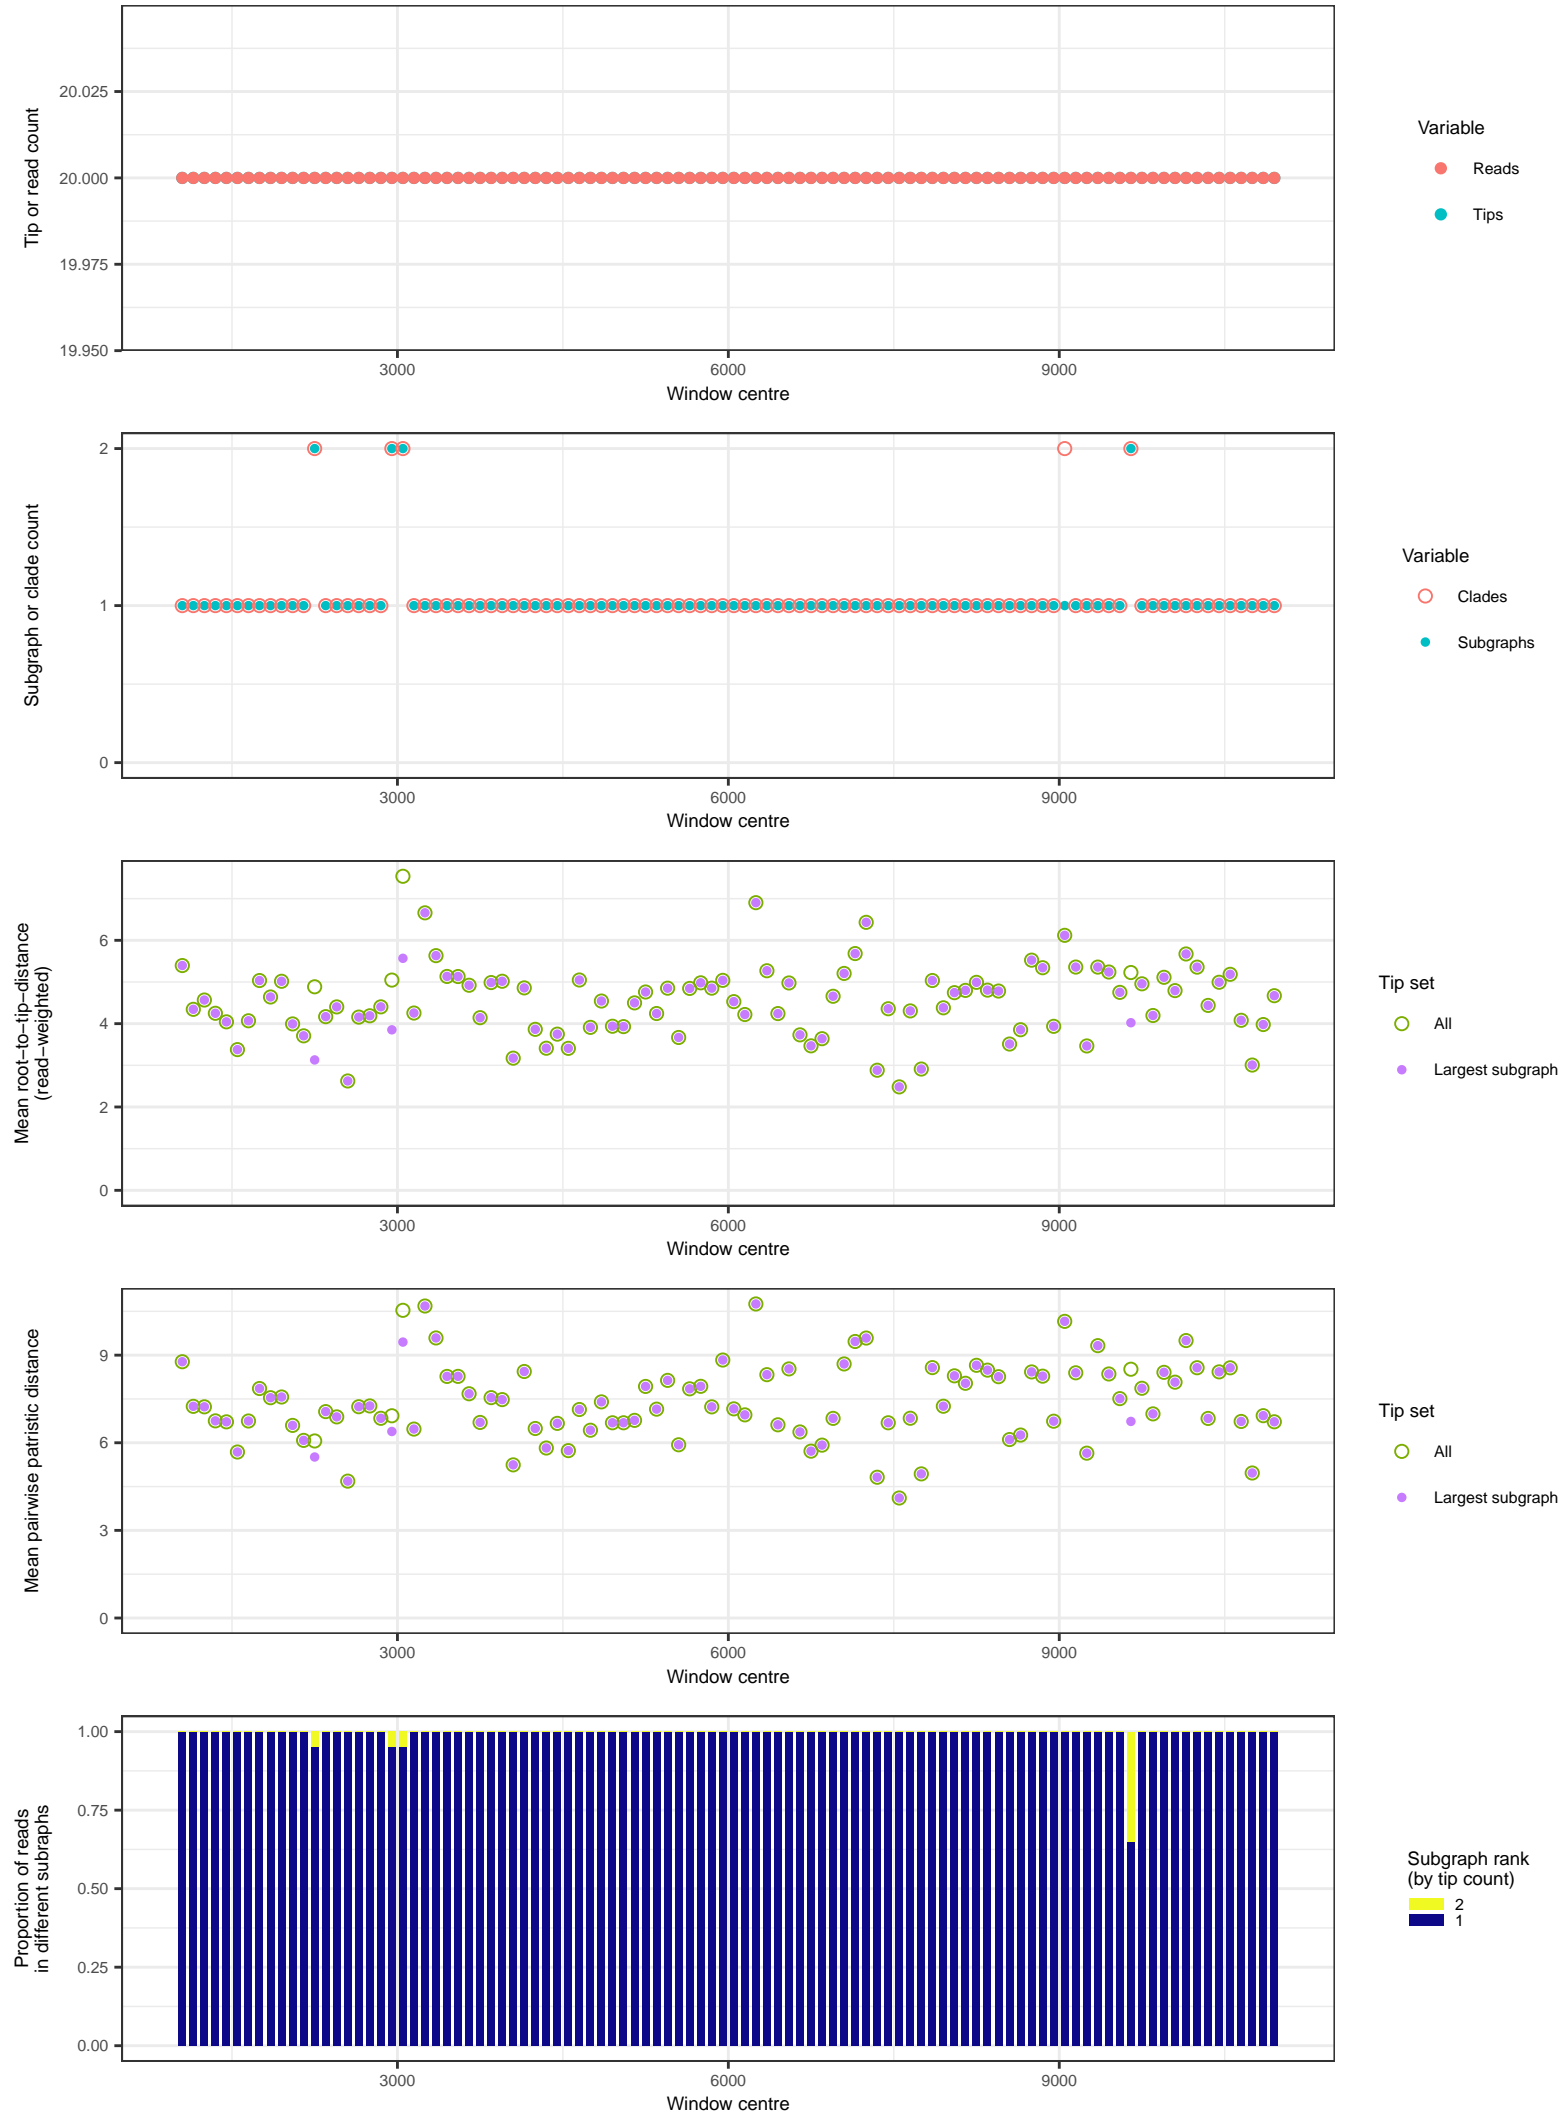 Tip or read count
20.025
20.000
19.975
19.950
3000
6000
9000
Window centre
Variable
Reads
Tips
Subgraph or clade count
2
1
0
3000
6000
9000
Window centre
Variable
Clades
Subgraphs
Mean root−to−tip−distance
(read−weighted)
6
4
2
0
3000
6000
9000
Window centre
Tip set
All
Largest subgraph
Mean pairwise patristic distance
9
6
3
0
3000
6000
9000
Window centre
Tip set
All
Largest subgraph
Proportion of reads
in different subraphs
1.00
0.75
0.50
0.25
0.00
3000
6000
9000
Window centre
Subgraph rank
(by tip count)
2
1